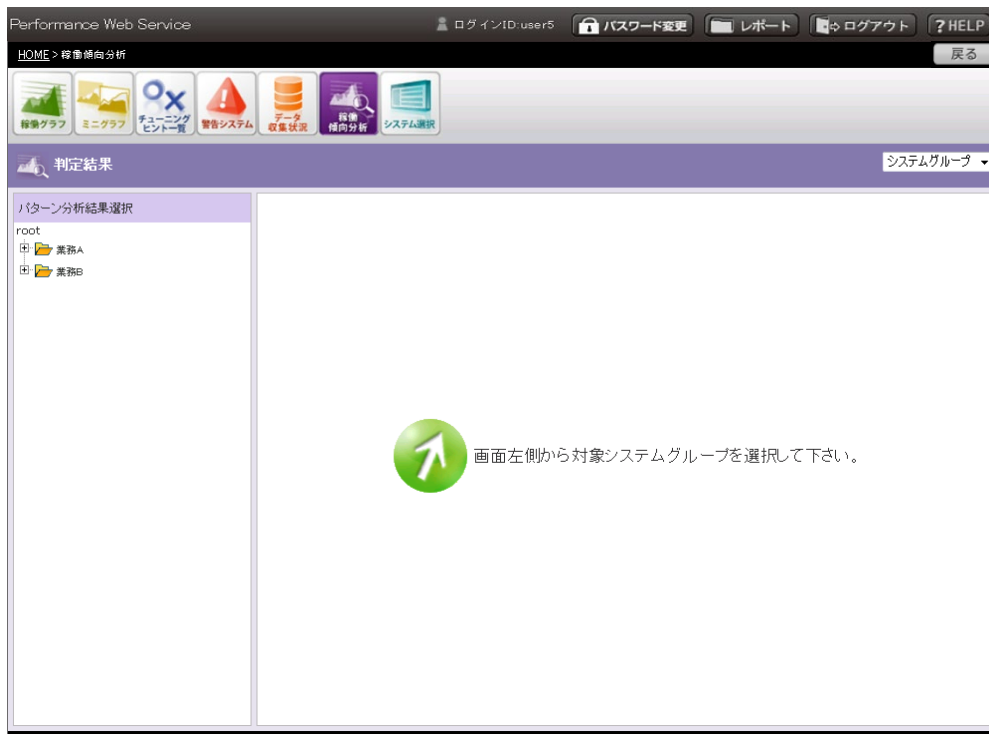 Performance Web Service
ログインID:user5
パスワード変更
レポート
ログアウト
?HELP
HOME > 稼働傾向分析
戻る
稼働グラフ
ミニグラフ
チューニング
ヒント一覧
警告システム
データ
収集状況
稼働
傾向分析
システム選択
判定結果
システムグループ
パターン分析結果選択
root
業務A
業務B
画面左側から対象システムグループを選択して下さい。